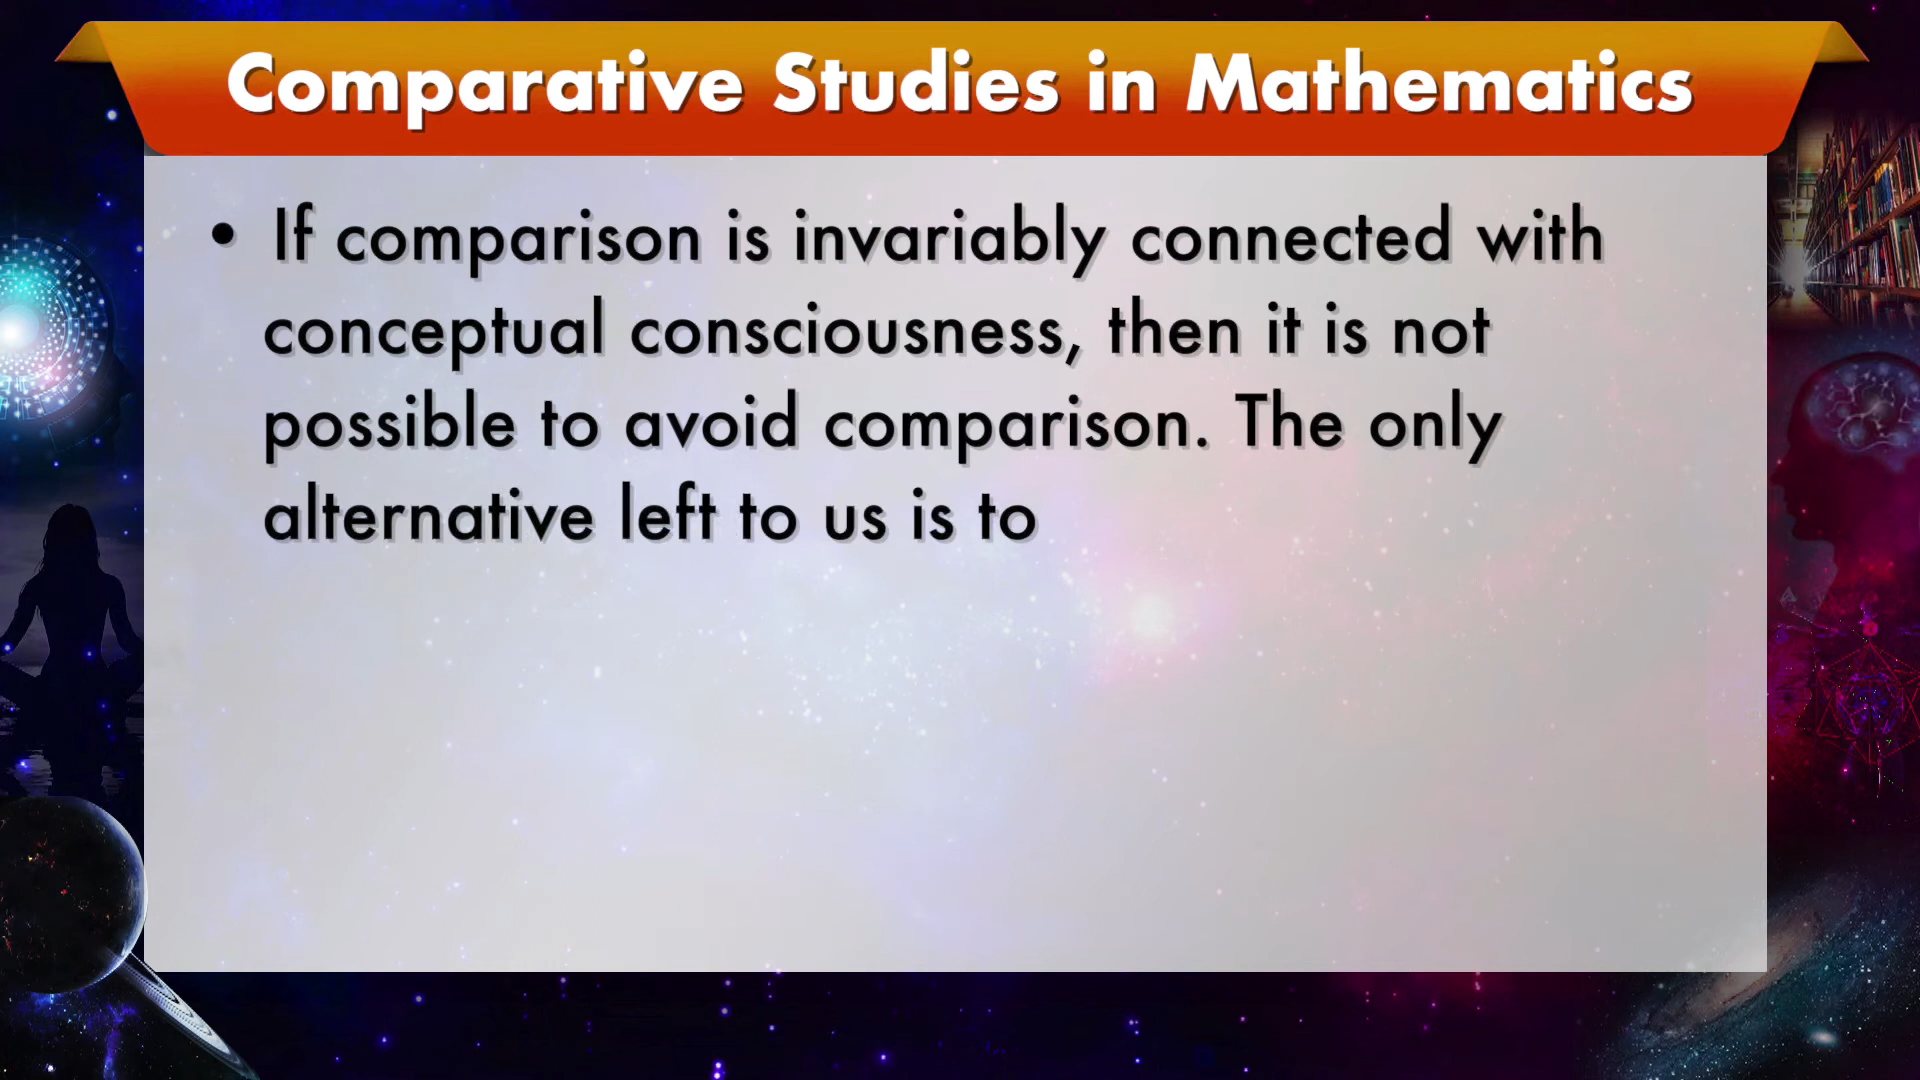 Comparative Studies in Mathematics
• If comparison is invariably connected with
conceptual consciousness, then it is not
possible to avoid comparison. The only
alternative left to us is to